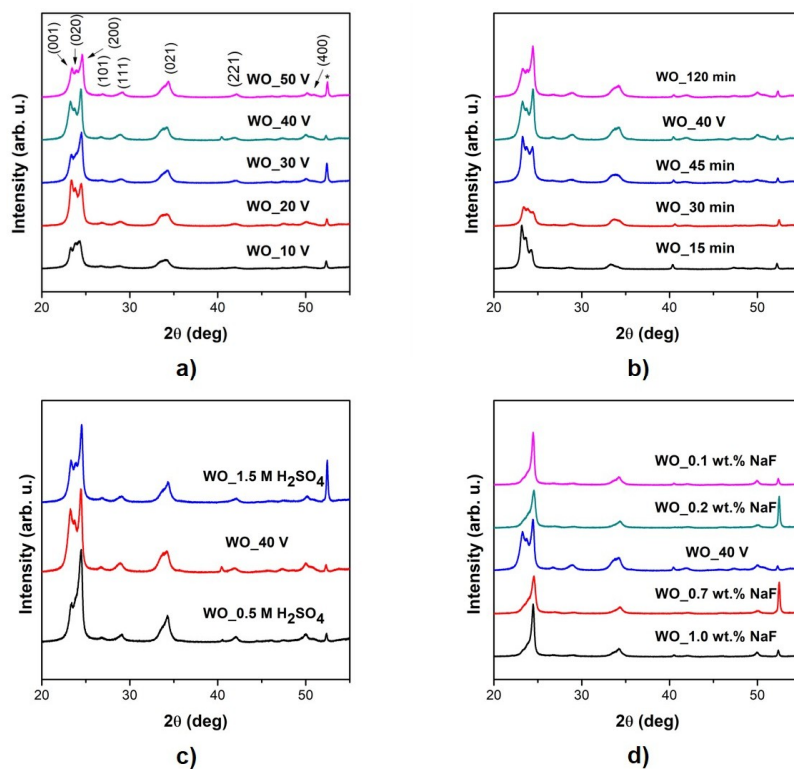 Intensity (arb. u.)
(001)
(020)
(200)
(101)
(111)
(021)
(221)
(400)
*
WO_50 V
WO_40 V
WO_30 V
WO_20 V
WO_10 V
20 30 40 50
2θ (deg)
a)
Intensity (arb. u.)
WO_120 min
WO_40 V
WO_45 min
WO_30 min
WO_15 min
20 30 40 50
2θ (deg)
b)
Intensity (arb. u.)
WO_1.5 M H₂SO₄
WO_40 V
WO_0.5 M H₂SO₄
20 30 40 50
2θ (deg)
c)
Intensity (arb. u.)
WO_0.1 wt.% NaF
WO_0.2 wt.% NaF
WO_40 V
WO_0.7 wt.% NaF
WO_1.0 wt.% NaF
20 30 40 50
2θ (deg)
d)